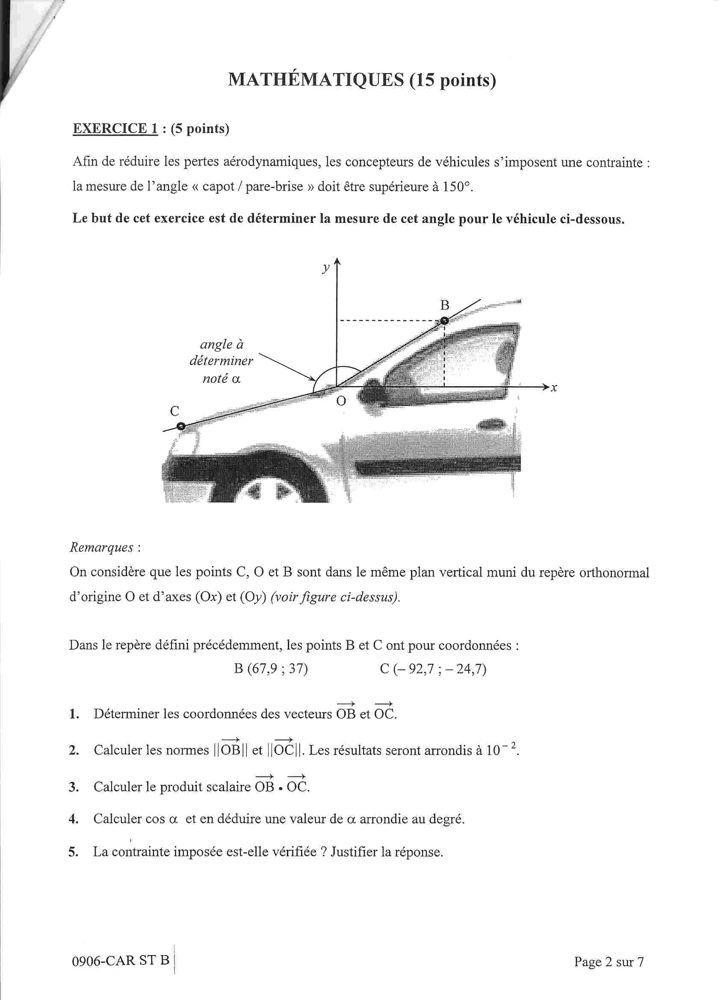 MATHÉMATIQUES (15 points)
EXERCICE 1 : (5 points)
Afin de réduire les pertes aérodynamiques, les concepteurs de véhicules s'imposent une contrainte :
la mesure de l'angle « capot / pare-brise » doit être supérieure à 150°.
Le but de cet exercice est de déterminer la mesure de cet angle pour le véhicule ci-dessous.
y
B
angle à
déterminer
noté α
x
O
C
Remarques :
On considère que les points C, O et B sont dans le même plan vertical muni du repère orthonormal
d'origine O et d'axes (Ox) et (Oy) (voir figure ci-dessus).
Dans le repère défini précédemment, les points B et C ont pour coordonnées :
B (67,9 ; 37) C (– 92,7 ; – 24,7)
1. Déterminer les coordonnées des vecteurs $\overrightarrow{OB}$ et $\overrightarrow{OC}$.
2. Calculer les normes $||\overrightarrow{OB}||$ et $||\overrightarrow{OC}||$. Les résultats seront arrondis à $10^{-2}$.
3. Calculer le produit scalaire $\overrightarrow{OB} \cdot \overrightarrow{OC}$.
4. Calculer cos α et en déduire une valeur de α arrondie au degré.
5. La contrainte imposée est-elle vérifiée ? Justifier la réponse.
0906-CAR ST B
Page 2 sur 7